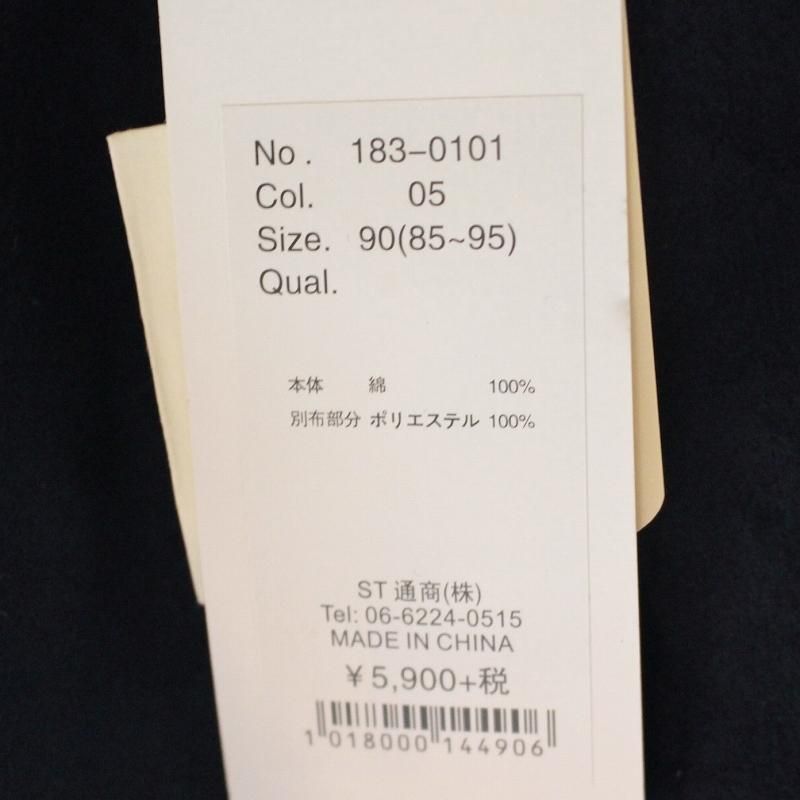 No. 183-0101
Col. 05
Size. 90(85~95)
Qual.
本体 綿 100%
別布部分 ポリエステル 100%
ST 通商(株)
Tel: 06-6224-0515
MADE IN CHINA
¥5,900+税
1 018000 144906